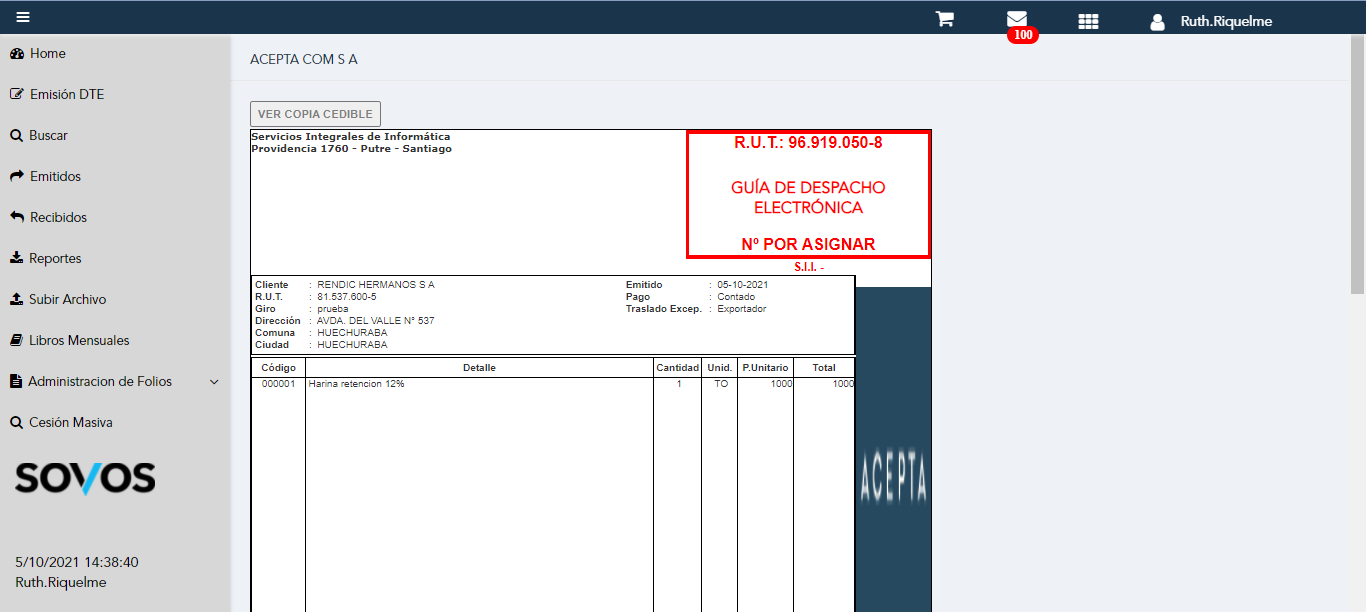 100
Ruth.Riquelme
Home
Emisión DTE
Buscar
Emitidos
Recibidos
Reportes
Subir Archivo
Libros Mensuales
Administracion de Folios
Cesión Masiva
SOVOS
5/10/2021 14:38:40
Ruth.Riquelme
ACEPTA COM S A
VER COPIA CEDIBLE
Servicios Integrales de Informática
Providencia 1760 - Putre - Santiago
R.U.T.: 96.919.050-8
GUÍA DE DESPACHO
ELECTRÓNICA
Nº POR ASIGNAR
S.I.I. -
Cliente : RENDIC HERMANOS S A Emitido : 05-10-2021
R.U.T. : 81.537.600-5 Pago : Contado
Giro : prueba Traslado Excep. : Exportador
Dirección : AVDA. DEL VALLE N° 537
Comuna : HUECHURABA
Ciudad : HUECHURABA
Código Detalle Cantidad Unid. P.Unitario Total
000001 Harina retencion 12% 1 TO 1000 1000
ACEPTA